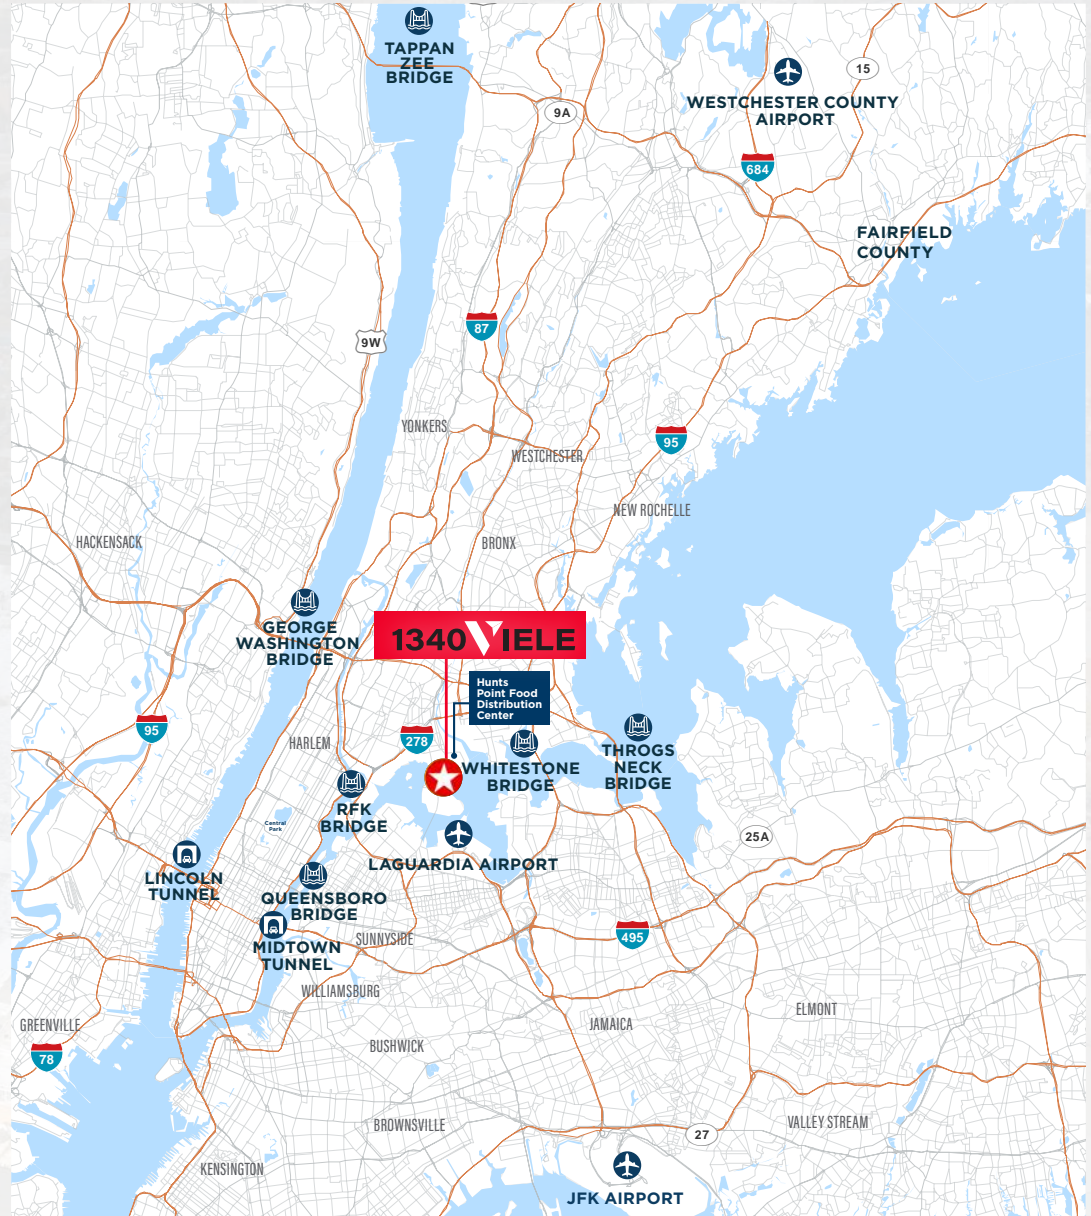 TAPPAN
ZEE
BRIDGE
15
WESTCHESTER COUNTY
AIRPORT
9A
684
FAIRFIELD
COUNTY
87
9W
YONKERS
95
WESTCHESTER
NEW ROCHELLE
HACKENSACK
BRONX
GEORGE
WASHINGTON
BRIDGE
1340 VIELE
Hunts
Point Food
Distribution
Center
95
HARLEM
278
WHITESTONE
BRIDGE
THROGS
NECK
BRIDGE
RFK
BRIDGE
Central
Park
25A
LAGUARDIA AIRPORT
LINCOLN
TUNNEL
QUEENSBORO
BRIDGE
MIDTOWN
TUNNEL
SUNNYSIDE
495
WILLIAMSBURG
GREENVILLE
JAMAICA
ELMONT
78
BUSHWICK
BROWNSVILLE
27
VALLEY STREAM
KENSINGTON
JFK AIRPORT